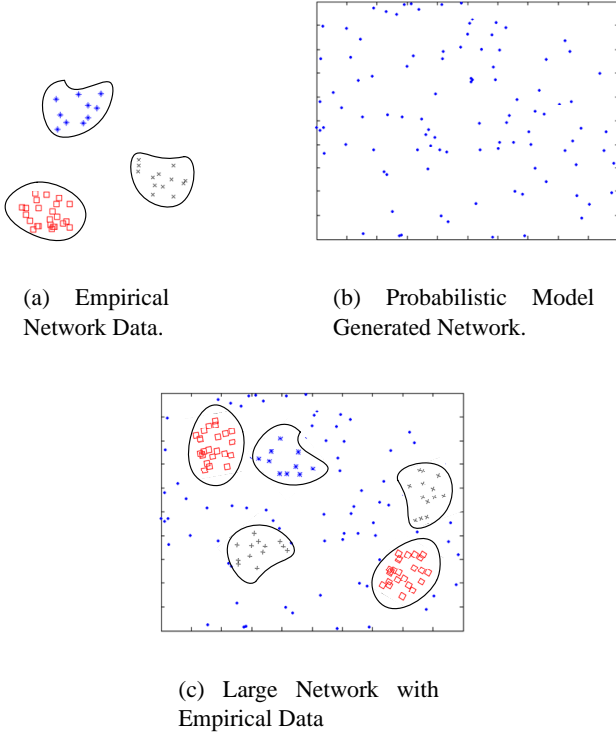 (a) Empirical
Network Data.
(b) Probabilistic Model
Generated Network.
(c) Large Network with
Empirical Data